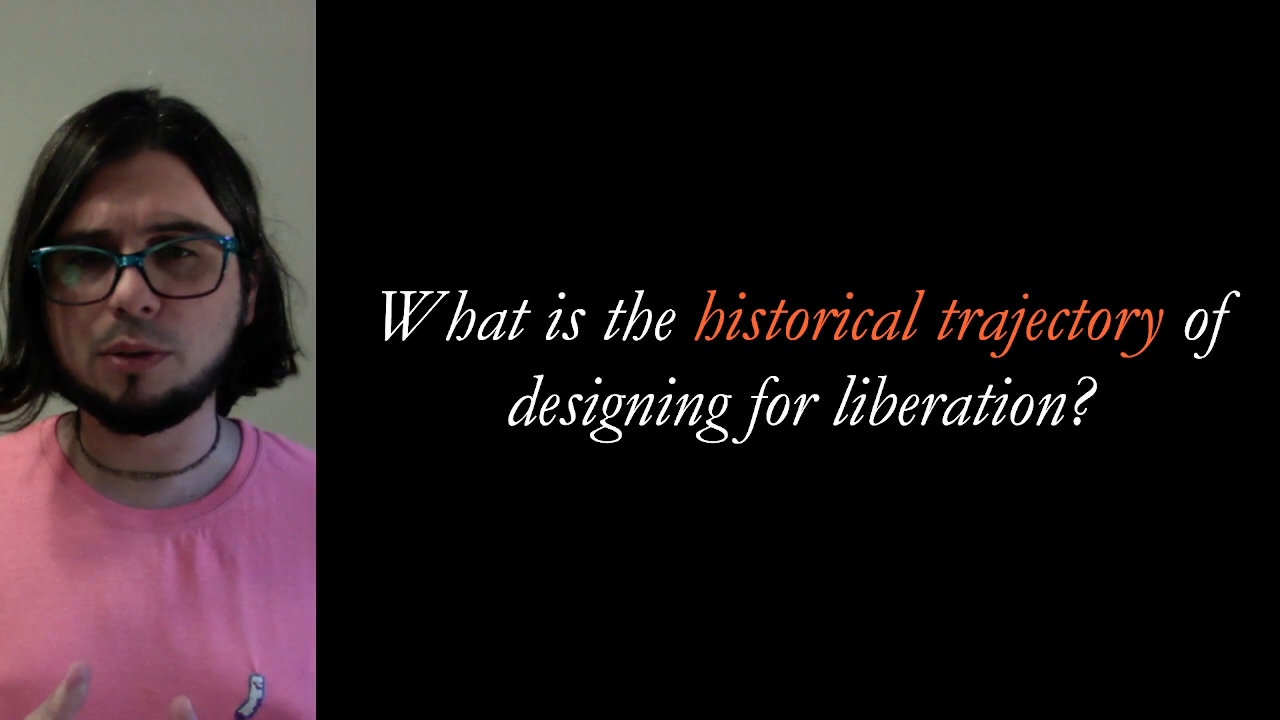 What is the historical trajectory of
designing for liberation?